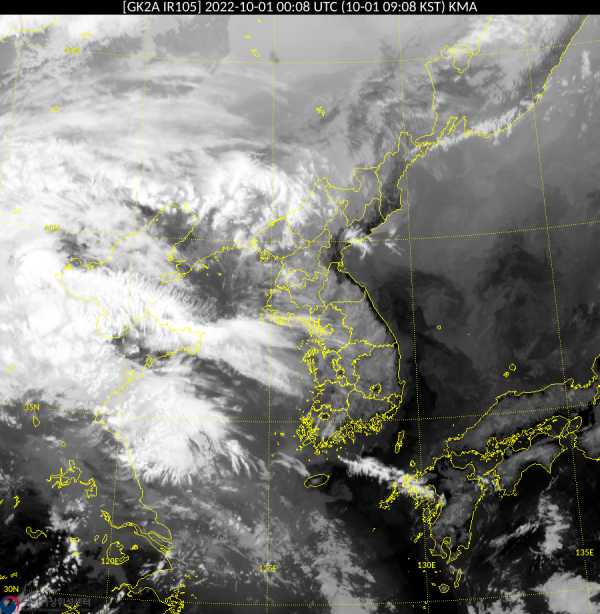 [GK2A IR105] 2022-10-01 00:08 UTC (10-01 09:08 KST) KMA
45N
40N
35N
120E
125E
130E
135E
30N